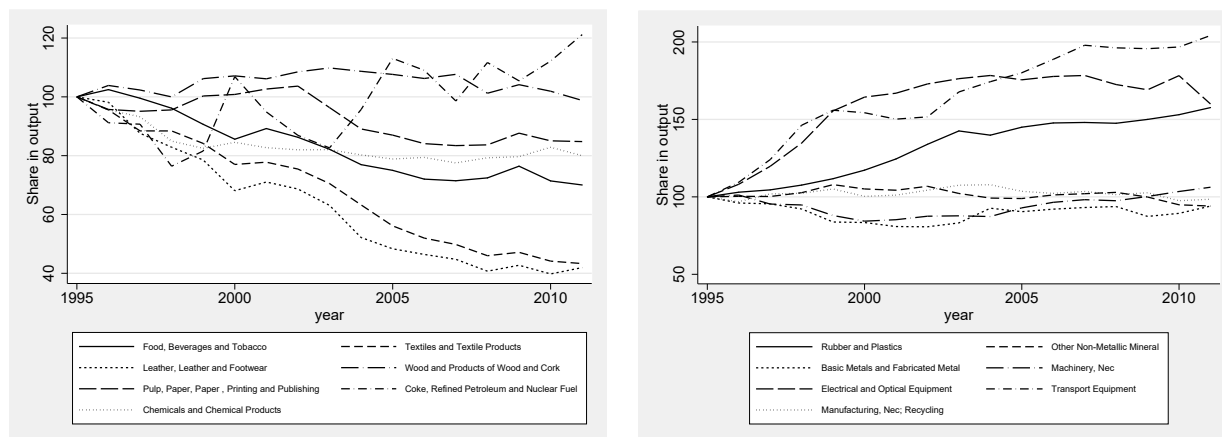 Share in output
120
100
80
60
40
1995
2000
2005
2010
year
Food, Beverages and Tobacco
Textiles and Textile Products
Leather, Leather and Footwear
Wood and Products of Wood and Cork
Pulp, Paper, Paper , Printing and Publishing
Coke, Refined Petroleum and Nuclear Fuel
Chemicals and Chemical Products
Share in output
200
150
100
50
1995
2000
2005
2010
year
Rubber and Plastics
Other Non-Metallic Mineral
Basic Metals and Fabricated Metal
Machinery, Nec
Electrical and Optical Equipment
Transport Equipment
Manufacturing, Nec; Recycling